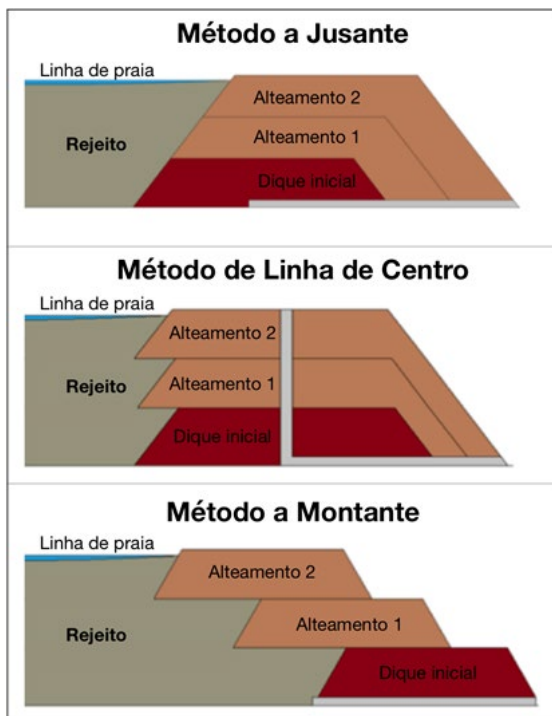 Método a Jusante
Linha de praia
Alteamento 2
Alteamento 1
Rejeito
Dique inicial
Método de Linha de Centro
Linha de praia
Alteamento 2
Alteamento 1
Rejeito
Dique inicial
Método a Montante
Linha de praia
Alteamento 2
Alteamento 1
Rejeito
Dique inicial